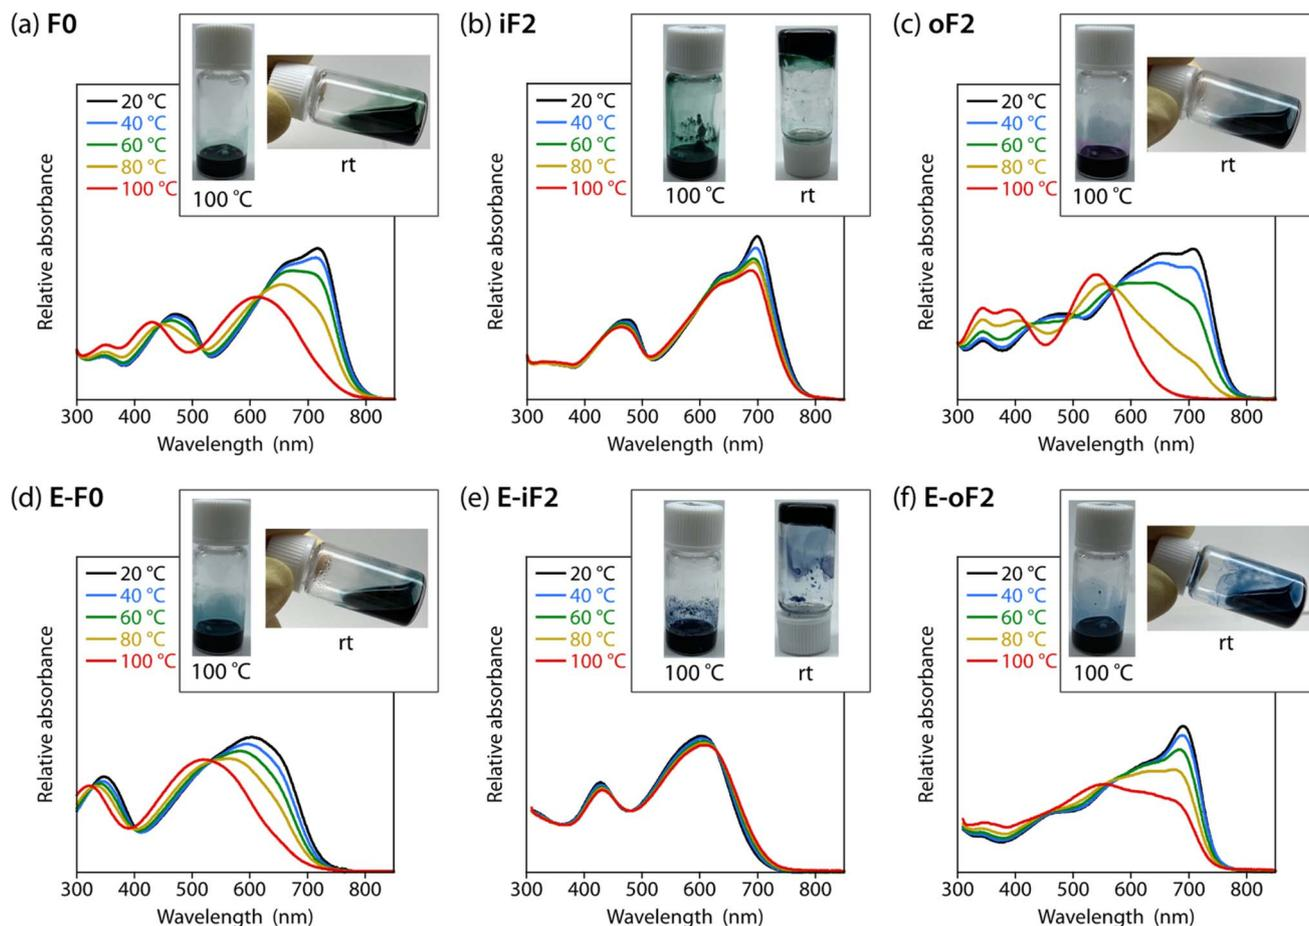 (a) F0
20 °C
40 °C
60 °C
80 °C
100 °C
100 °C
rt
Relative absorbance
300 400 500 600 700 800
Wavelength (nm)
(b) iF2
20 °C
40 °C
60 °C
80 °C
100 °C
100 °C
rt
Relative absorbance
300 400 500 600 700 800
Wavelength (nm)
(c) oF2
20 °C
40 °C
60 °C
80 °C
100 °C
100 °C
rt
Relative absorbance
300 400 500 600 700 800
Wavelength (nm)
(d) E-F0
20 °C
40 °C
60 °C
80 °C
100 °C
100 °C
rt
Relative absorbance
300 400 500 600 700 800
Wavelength (nm)
(e) E-iF2
20 °C
40 °C
60 °C
80 °C
100 °C
100 °C
rt
Relative absorbance
300 400 500 600 700 800
Wavelength (nm)
(f) E-oF2
20 °C
40 °C
60 °C
80 °C
100 °C
100 °C
rt
Relative absorbance
300 400 500 600 700 800
Wavelength (nm)